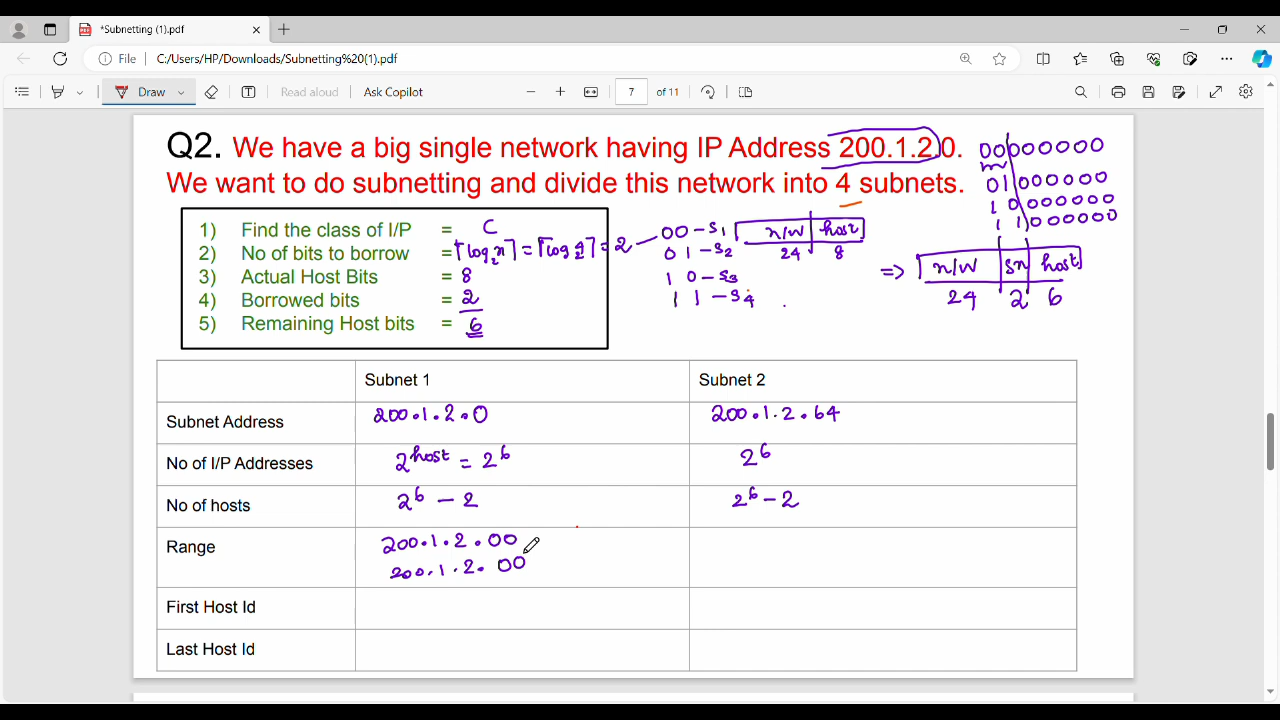 *Subnetting (1).pdf
File C:/Users/HP/Downloads/Subnetting%20(1).pdf
Draw Read aloud Ask Copilot 7 of 11
Q2. We have a big single network having IP Address 200.1.2.0.
We want to do subnetting and divide this network into 4 subnets.
1) Find the class of I/P = C
2) No of bits to borrow = ⌈log₂n⌉ = ⌈log₂4⌉ = 2
3) Actual Host Bits = 8
4) Borrowed bits = 2
5) Remaining Host bits = 6
00 - S1
01 - S2
10 - S3
11 - S4
n/w host
24 8
00000000
01000000
10000000
11000000
=> n/w sn host
24 2 6
Subnet 1 Subnet 2
Subnet Address 200.1.2.0 200.1.2.64
No of I/P Addresses 2^host = 2^6 2^6
No of hosts 2^6 - 2 2^6 - 2
Range 200.1.2.00
200.1.2.00
First Host Id
Last Host Id